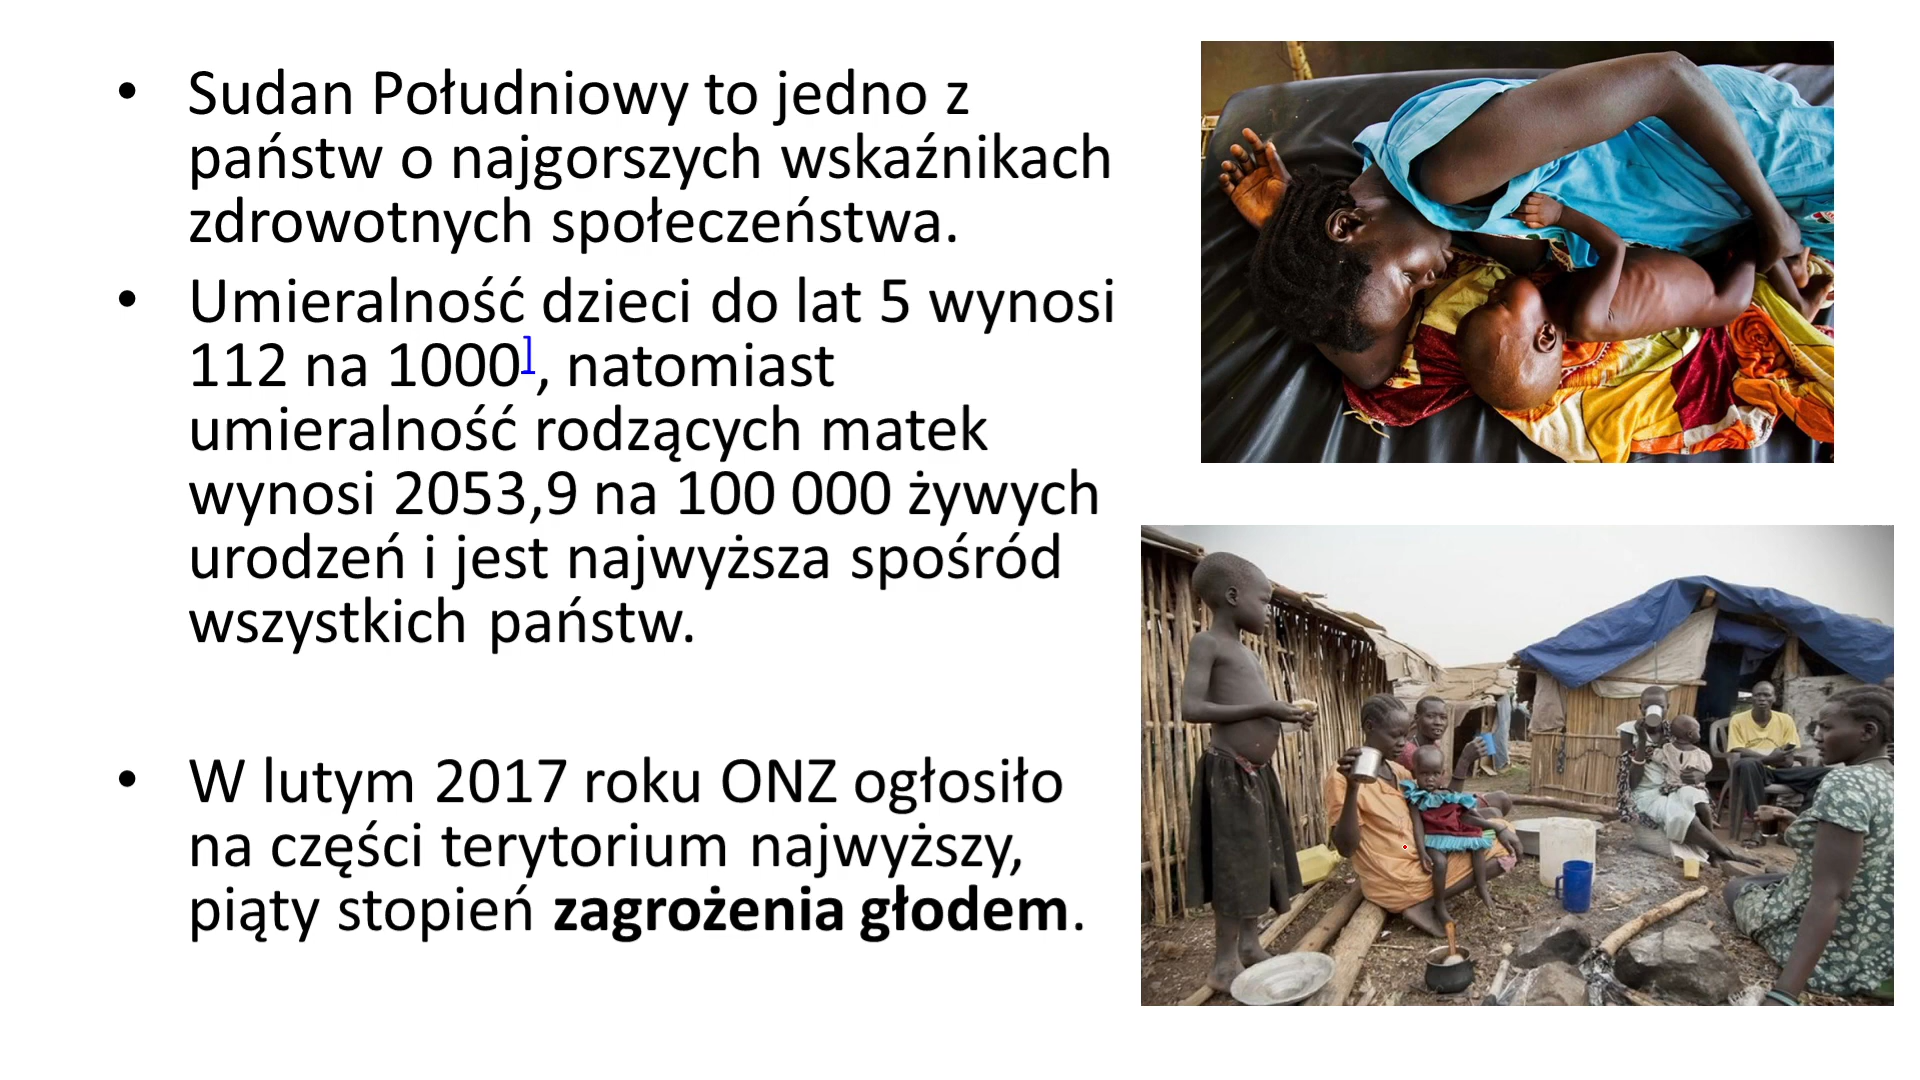 • Sudan Południowy to jedno z
państw o najgorszych wskaźnikach
zdrowotnych społeczeństwa.
• Umieralność dzieci do lat 5 wynosi
112 na 1000], natomiast
umieralność rodzących matek
wynosi 2053,9 na 100 000 żywych
urodzeń i jest najwyższa spośród
wszystkich państw.
• W lutym 2017 roku ONZ ogłosiło
na części terytorium najwyższy,
piąty stopień zagrożenia głodem.